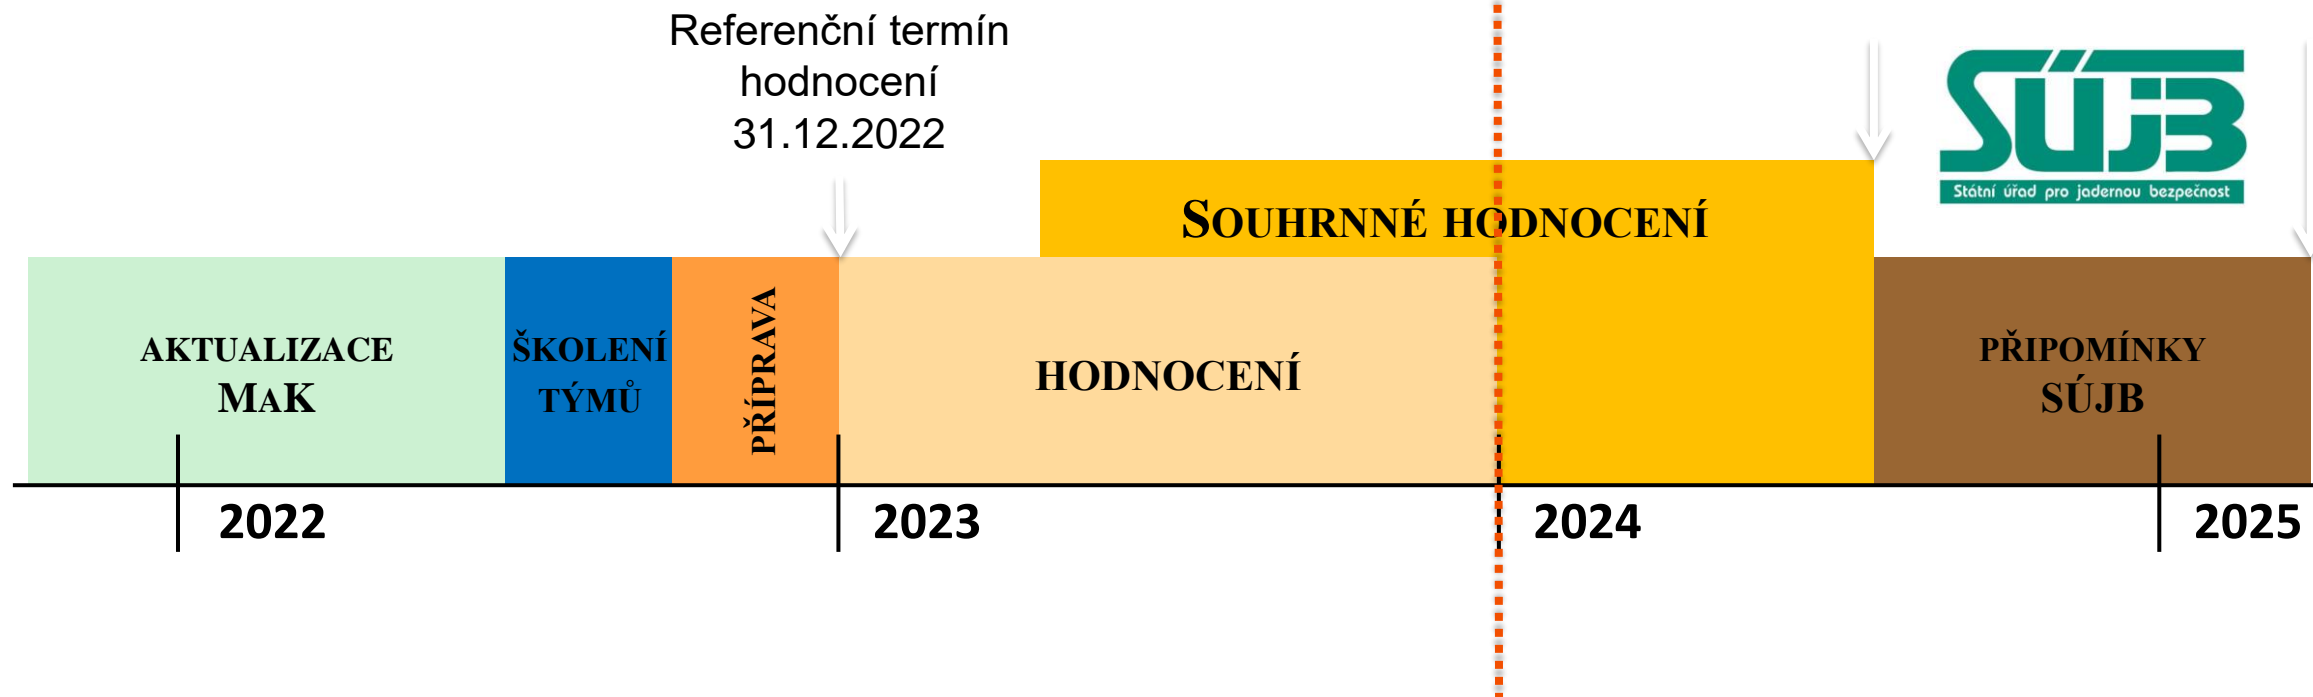 Referenční termín
hodnocení
31.12.2022
SÚJB
Státní úřad pro jadernou bezpečnost
SOUHRNNÉ HODNOCENÍ
AKTUALIZACE
MAK
ŠKOLENÍ
TÝMŮ
PŘÍPRAVA
HODNOCENÍ
PŘIPOMÍNKY
SÚJB
2022
2023
2024
2025